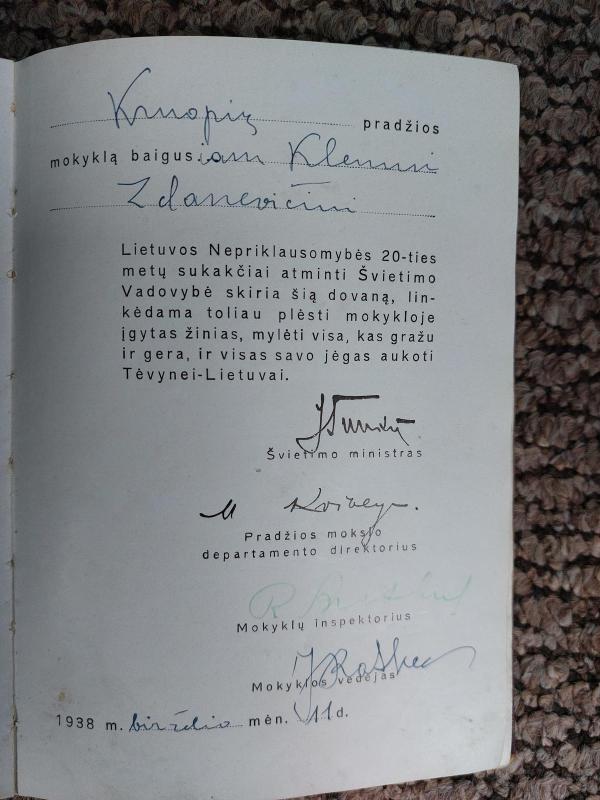 Knopių pradžios
mokyklą baigusiam Klemui
Zdanevičiui
Lietuvos Nepriklausomybės 20-ties
metų sukakčiai atminti Švietimo
Vadovybė skiria šią dovaną, lin-
kėdama toliau plėsti mokykloje
įgytas žinias, mylėti visa, kas gražu
ir gera, ir visas savo jėgas aukoti
Tėvynei-Lietuvai.
Švietimo ministras
M
Pradžios mokslo
departamento direktorius
R
Mokyklų inspektorius
Mokyklos vedėjas
1938 m. birželio mėn. 11 d.